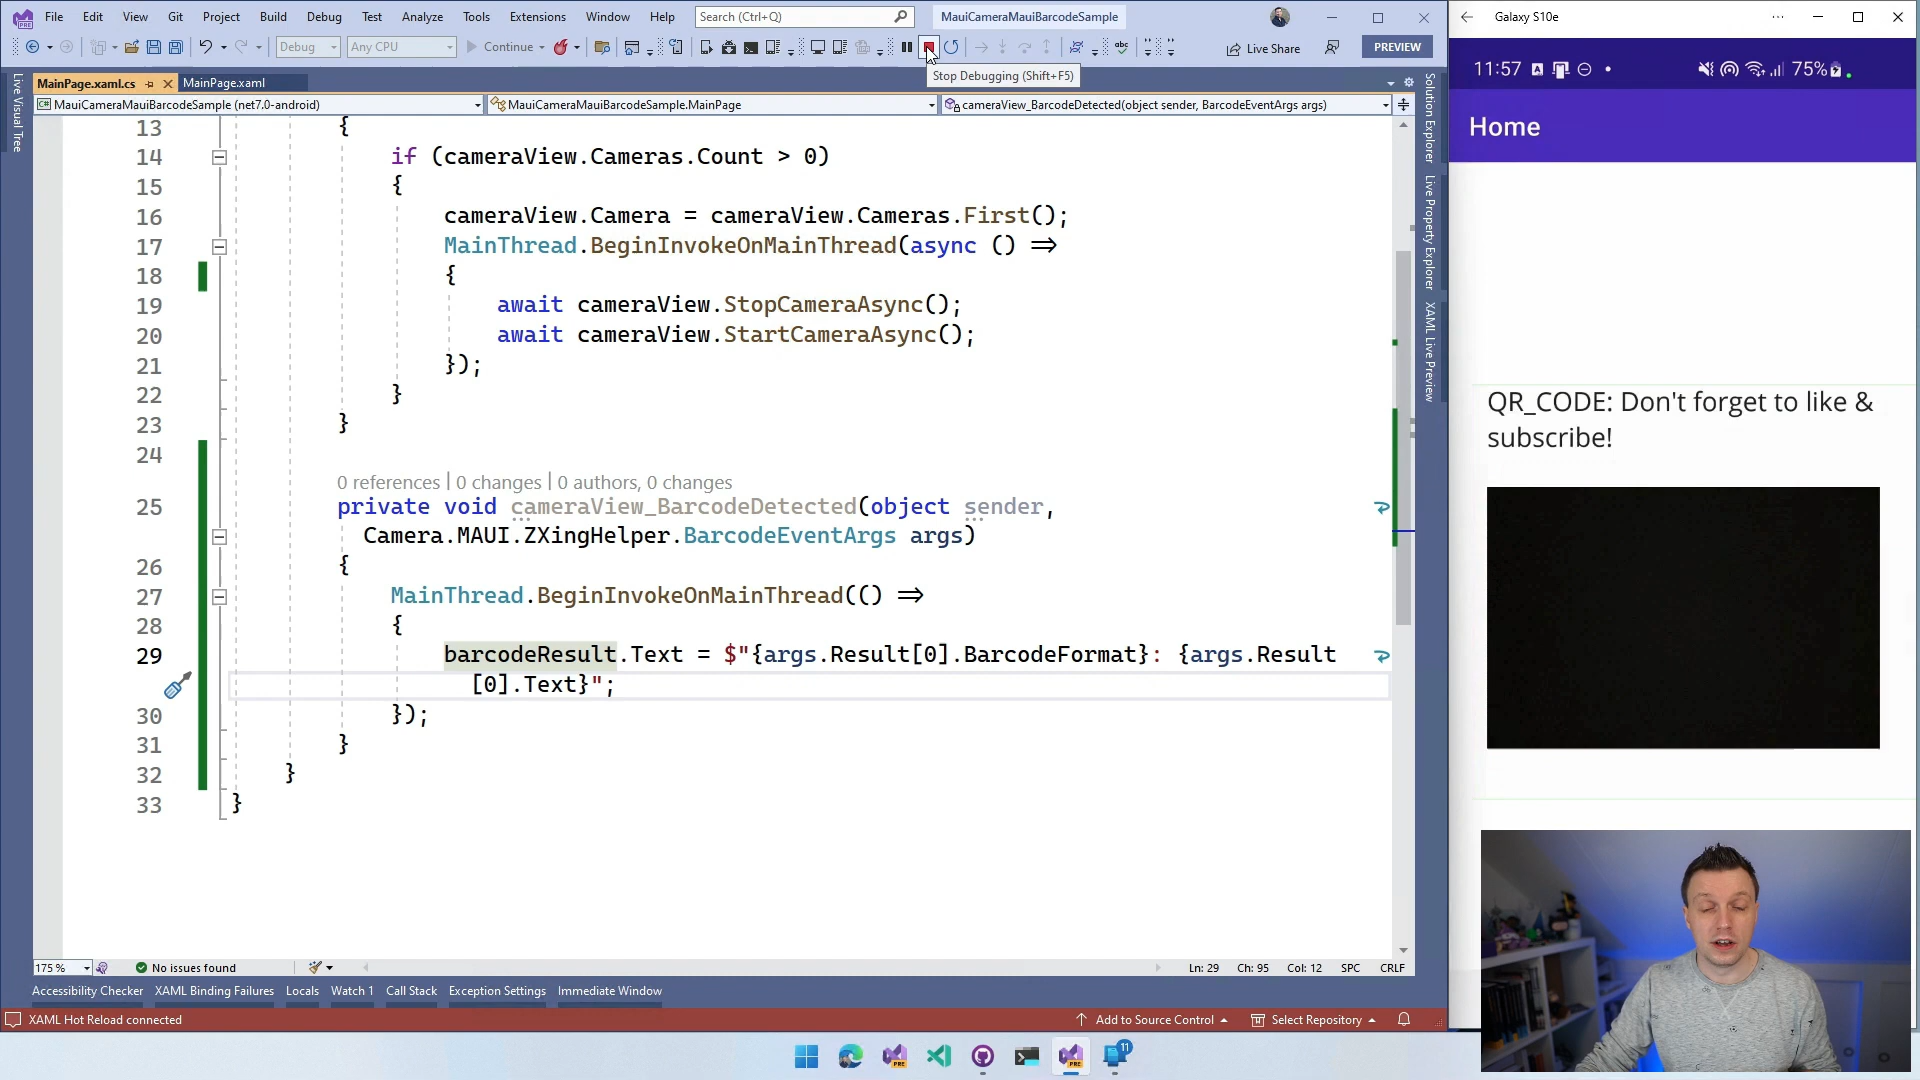 File Edit View Git Project Build Debug Test Analyze Tools Extensions Window Help Search (Ctrl+Q) MauiCameraMauiBarcodeSample
Debug Any CPU Continue Live Share PREVIEW
Stop Debugging (Shift+F5)
MainPage.xaml.cs MainPage.xaml
MauiCameraMauiBarcodeSample (net7.0-android) MauiCameraMauiBarcodeSample.MainPage cameraView_BarcodeDetected(object sender, BarcodeEventArgs args)
Live Visual Tree
13 {
14 if (cameraView.Cameras.Count > 0)
15 {
16 cameraView.Camera = cameraView.Cameras.First();
17 MainThread.BeginInvokeOnMainThread(async () =>
18 {
19 await cameraView.StopCameraAsync();
20 await cameraView.StartCameraAsync();
21 });
22 }
23 }
24
0 references | 0 changes | 0 authors, 0 changes
25 private void cameraView_BarcodeDetected(object sender,
Camera.MAUI.ZXingHelper.BarcodeEventArgs args)
26 {
27 MainThread.BeginInvokeOnMainThread(() =>
28 {
29 barcodeResult.Text = $"{args.Result[0].BarcodeFormat}: {args.Result
[0].Text}";
30 });
31 }
32 }
33 }
175 % No issues found Ln: 29 Ch: 95 Col: 12 SPC CRLF
Accessibility Checker XAML Binding Failures Locals Watch 1 Call Stack Exception Settings Immediate Window
XAML Hot Reload connected Add to Source Control Select Repository
Solution Explorer
Live Property Explorer
XAML Live Preview
Galaxy S10e
11:57 75%
Home
QR_CODE: Don't forget to like &
subscribe!
PRE PRE 11